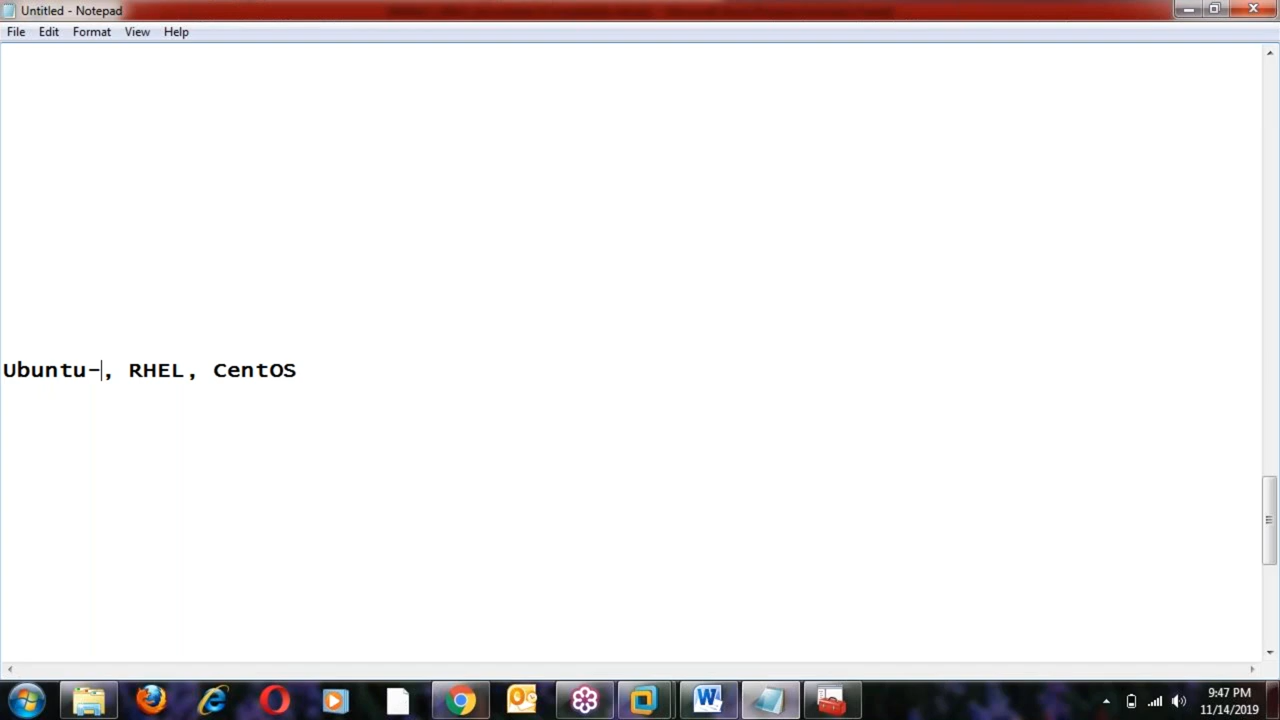 Untitled - Notepad
File Edit Format View Help
Ubuntu-, RHEL, CentOS
9:47 PM
11/14/2019